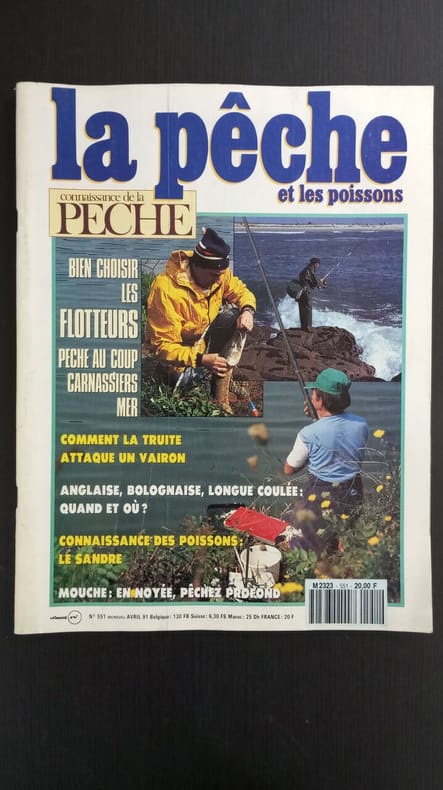 la pêche
et les poissons
connaissance de la
PÊCHE
BIEN CHOISIR
LES
FLOTTEURS
PECHE AU COUP
CARNASSIERS
MER
COMMENT LA TRUITE
ATTAQUE UN VAIRON
ANGLAISE, BOLOGNAISE, LONGUE COULÉE :
QUAND ET OÙ ?
CONNAISSANCE DES POISSONS :
LE SANDRE
MOUCHE : EN NOYÉE, PÊCHEZ PROFOND
M 2323 - 551 - 20,00 F
N° 551 MENSUEL AVRIL 91 Belgique : 130 FB Suisse : 6,30 FS Maroc : 25 Dh FRANCE : 20 F